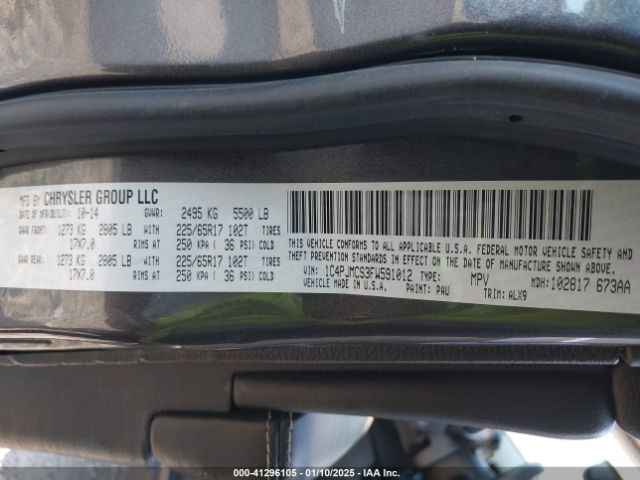 MFD BY CHRYSLER GROUP LLC
DATE OF MFR(BUILT): 10-14 GVWR: 2495 KG 5500 LB
GAWR FRONT: 1273 KG 2805 LB WITH 225/65R17 102T TIRES
17X7.0 RIMS AT 250 KPA( 36 PSI) COLD
GAWR REAR: 1273 KG 2805 LB WITH 225/65R17 102T TIRES
17X7.0 RIMS AT 250 KPA( 36 PSI) COLD
THIS VEHICLE CONFORMS TO ALL APPLICABLE U.S.A. FEDERAL MOTOR VEHICLE SAFETY AND
THEFT PREVENTION STANDARDS IN EFFECT ON THE DATE OF MANUFACTURE SHOWN ABOVE.
VIN: 1C4PJMCS3FW591012 TYPE: MPV MDH: 102817 673AA
VEHICLE MADE IN U.S.A. PAINT: PAU TRIM: ALX9
000-41296105 — 01/10/2025 — IAA Inc.